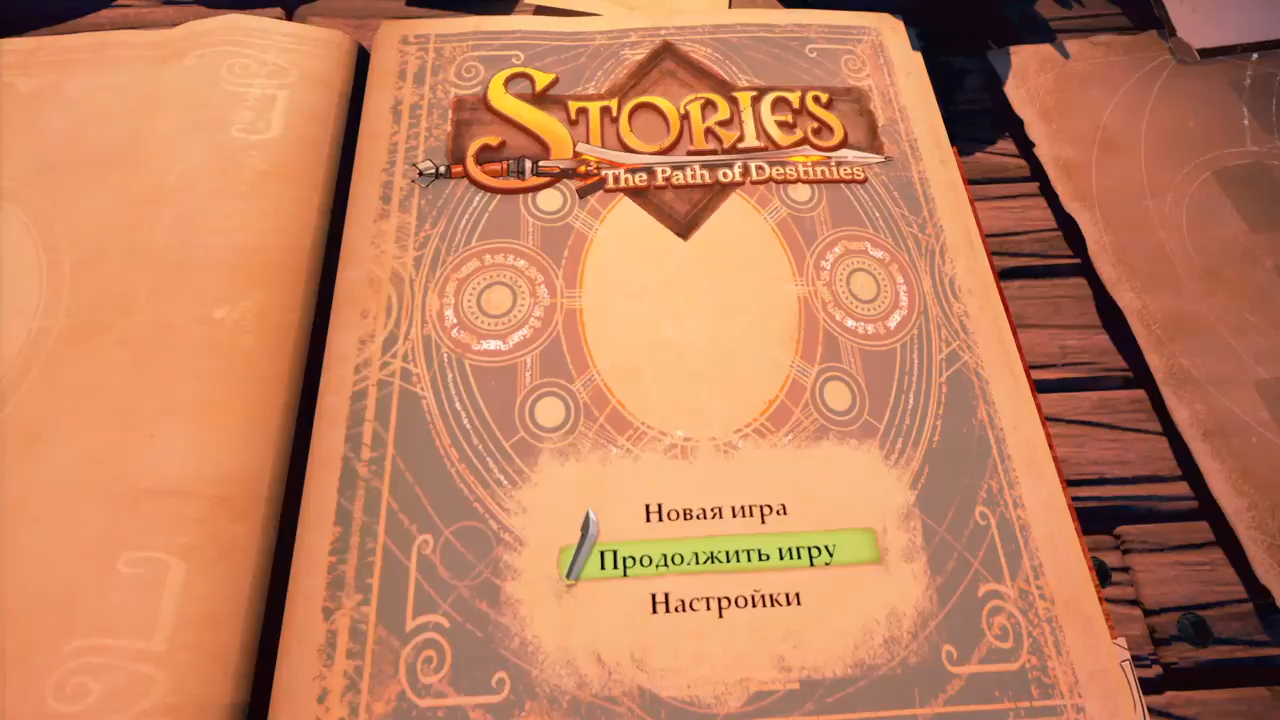 STORIES
The Path of Destinies
Новая игра
Продолжить игру
Настройки